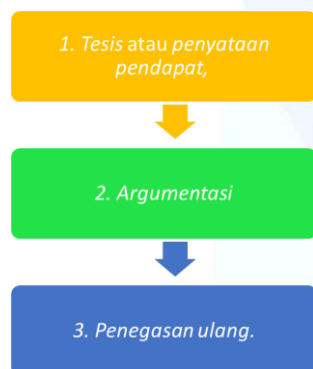 1. Tesis atau penyataan
pendapat,
2. Argumentasi
3. Penegasan ulang.